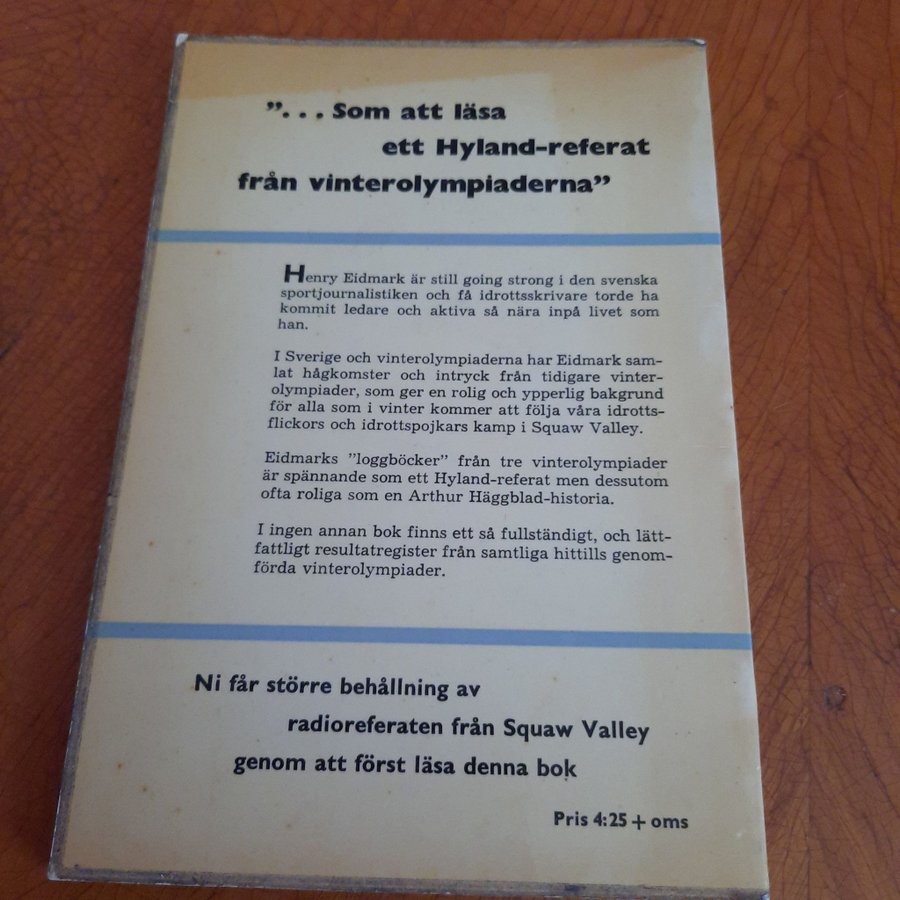 ”. . . Som att läsa
ett Hyland-referat
från vinterolympiaderna”
Henry Eidmark är still going strong i den svenska
sportjournalistiken och få idrottsskrivare torde ha
kommit ledare och aktiva så nära inpå livet som
han.
I Sverige och vinterolympiaderna har Eidmark sam-
lat hågkomster och intryck från tidigare vinter-
olympiader, som ger en rolig och ypperlig bakgrund
för alla som i vinter kommer att följa våra idrotts-
flickors och idrottspojkars kamp i Squaw Valley.
Eidmarks ”loggböcker” från tre vinterolympiader
är spännande som ett Hyland-referat men dessutom
ofta roliga som en Arthur Häggblad-historia.
I ingen annan bok finns ett så fullständigt, och lätt-
fattligt resultatregister från samtliga hittills genom-
förda vinterolympiader.
Ni får större behållning av
radioreferaten från Squaw Valley
genom att först läsa denna bok
Pris 4:25 + oms